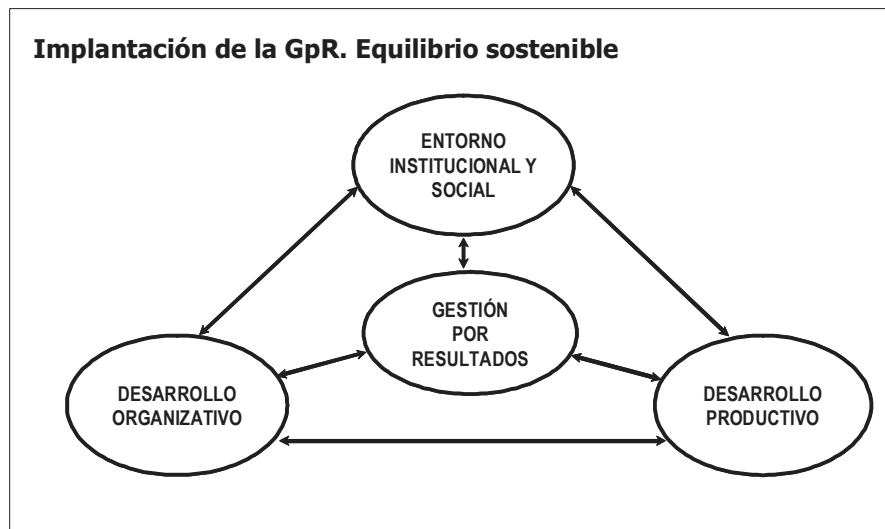 Implantación de la GpR. Equilibrio sostenible
ENTORNO
INSTITUCIONAL Y
SOCIAL
GESTIÓN
POR
RESULTADOS
DESARROLLO
ORGANIZATIVO
DESARROLLO
PRODUCTIVO